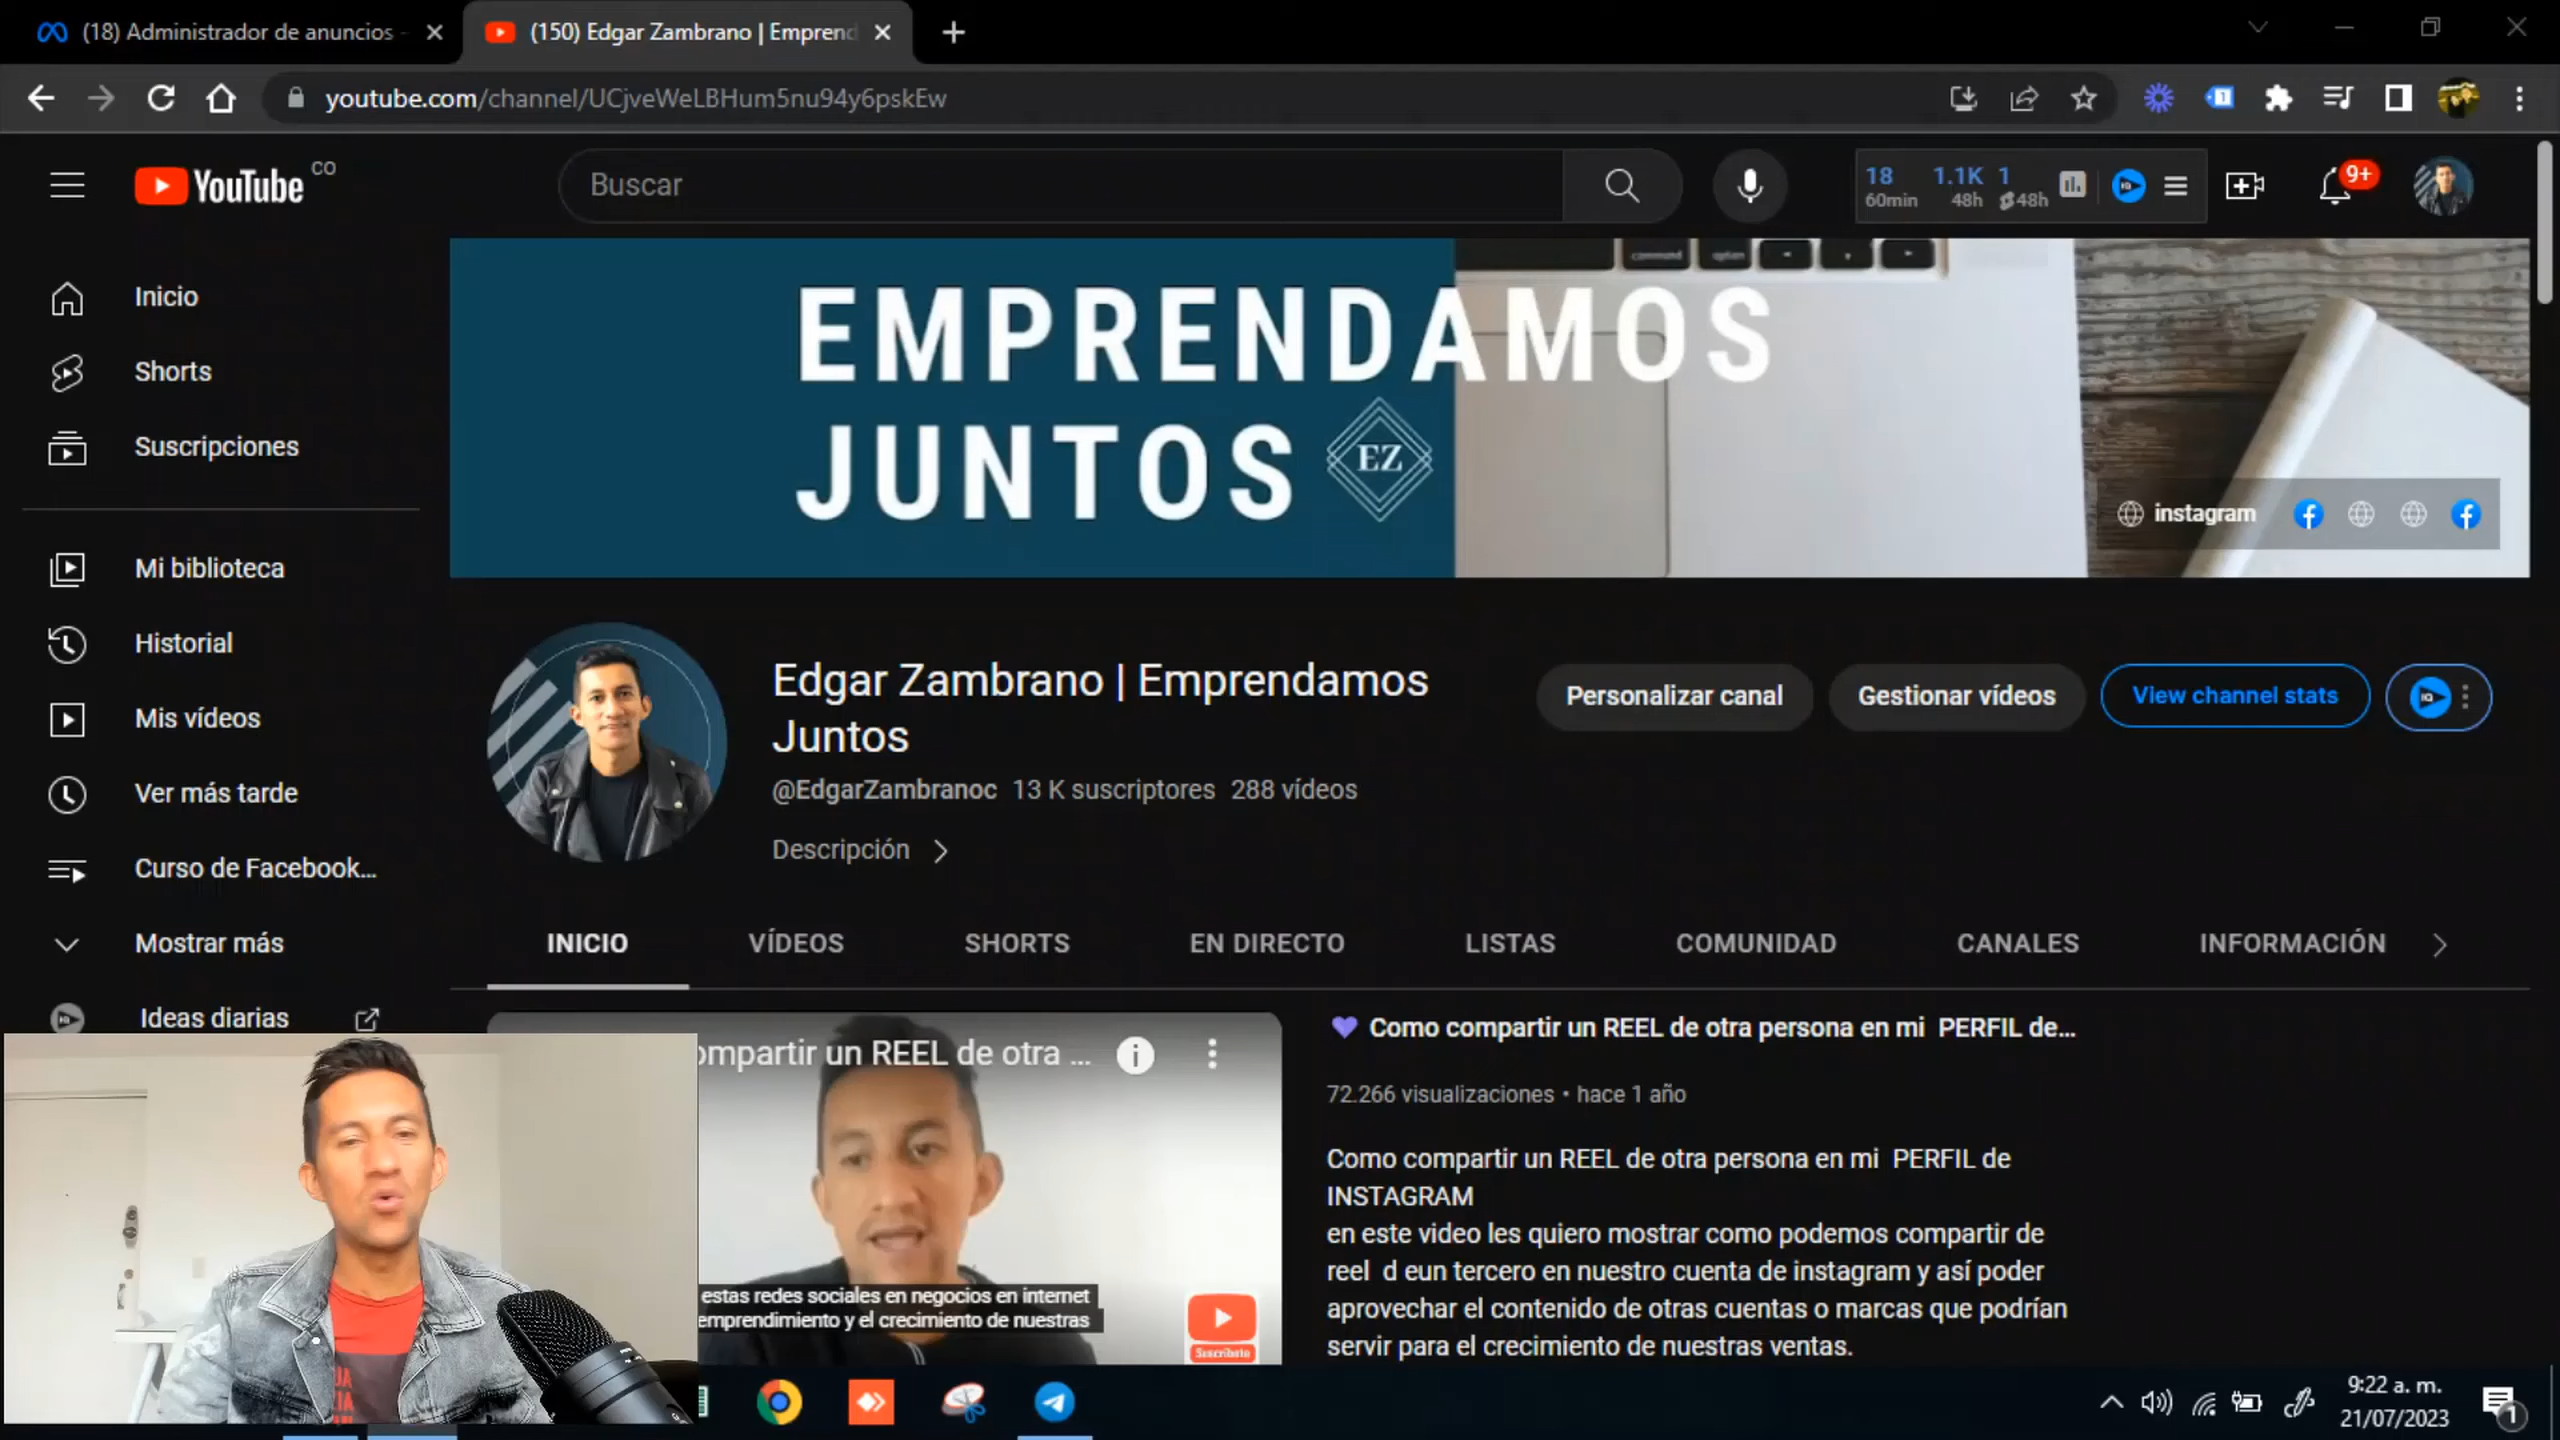 (18) Administrador de anuncios -
(150) Edgar Zambrano | Emprend
youtube.com/channel/UCjveWeLBHum5nu94y6pskEw
YouTube CO
Buscar
18 1.1K 1
60min 48h 48h
9+
Inicio
Shorts
Suscripciones
Mi biblioteca
Historial
Mis vídeos
Ver más tarde
Curso de Facebook...
Mostrar más
Ideas diarias
EMPRENDAMOS
JUNTOS
EZ
command option
instagram
Edgar Zambrano | Emprendamos
Juntos
@EdgarZambranoc 13 K suscriptores 288 vídeos
Descripción
Personalizar canal
Gestionar vídeos
View channel stats
INICIO VÍDEOS SHORTS EN DIRECTO LISTAS COMUNIDAD CANALES INFORMACIÓN
ompartir un REEL de otra ...
estas redes sociales en negocios en internet
emprendimiento y el crecimiento de nuestras
Suscríbete
💜 Como compartir un REEL de otra persona en mi PERFIL de...
72.266 visualizaciones • hace 1 año
Como compartir un REEL de otra persona en mi PERFIL de
INSTAGRAM
en este video les quiero mostrar como podemos compartir de
reel d eun tercero en nuestro cuenta de instagram y así poder
aprovechar el contenido de otras cuentas o marcas que podrían
servir para el crecimiento de nuestras ventas.
9:22 a. m.
21/07/2023
1